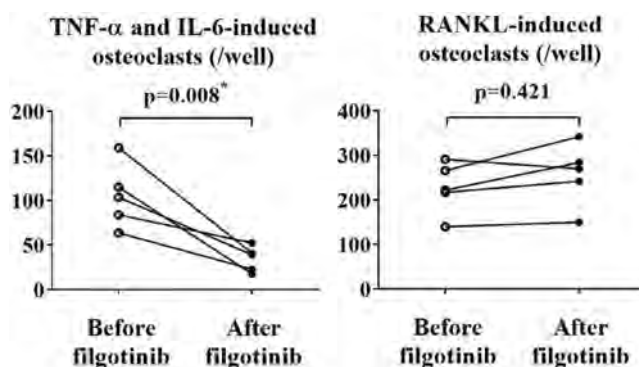 TNF-α and IL-6-induced
osteoclasts (/well)
p=0.008*
200
150
100
50
0
Before
filgotinib
After
filgotinib
RANKL-induced
osteoclasts (/well)
p=0.421
400
300
200
100
0
Before
filgotinib
After
filgotinib